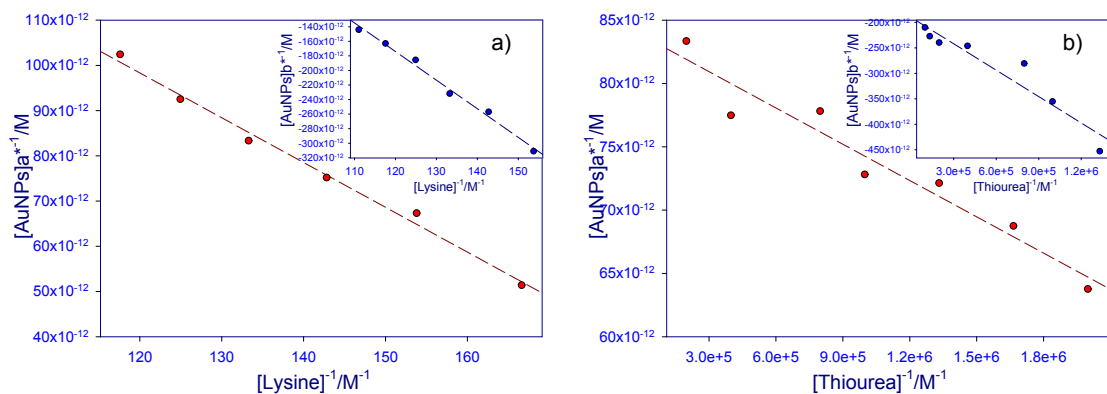 110x10⁻¹²
100x10⁻¹²
90x10⁻¹²
80x10⁻¹²
70x10⁻¹²
60x10⁻¹²
50x10⁻¹²
40x10⁻¹²
[AuNPs]a*⁻¹/M
120 130 140 150 160
[Lysine]⁻¹/M⁻¹
a)
-140x10⁻¹²
-160x10⁻¹²
-180x10⁻¹²
-200x10⁻¹²
-220x10⁻¹²
-240x10⁻¹²
-260x10⁻¹²
-280x10⁻¹²
-300x10⁻¹²
-320x10⁻¹²
[AuNPs]b*⁻¹/M
110 120 130 140 150
[Lysine]⁻¹/M⁻¹
85x10⁻¹²
80x10⁻¹²
75x10⁻¹²
70x10⁻¹²
65x10⁻¹²
60x10⁻¹²
[AuNPs]a*⁻¹/M
3.0e+5 6.0e+5 9.0e+5 1.2e+6 1.5e+6 1.8e+6
[Thiourea]⁻¹/M⁻¹
b)
-200x10⁻¹²
-250x10⁻¹²
-300x10⁻¹²
-350x10⁻¹²
-400x10⁻¹²
-450x10⁻¹²
[AuNPs]b*⁻¹/M
3.0e+5 6.0e+5 9.0e+5 1.2e+6
[Thiourea]⁻¹/M⁻¹